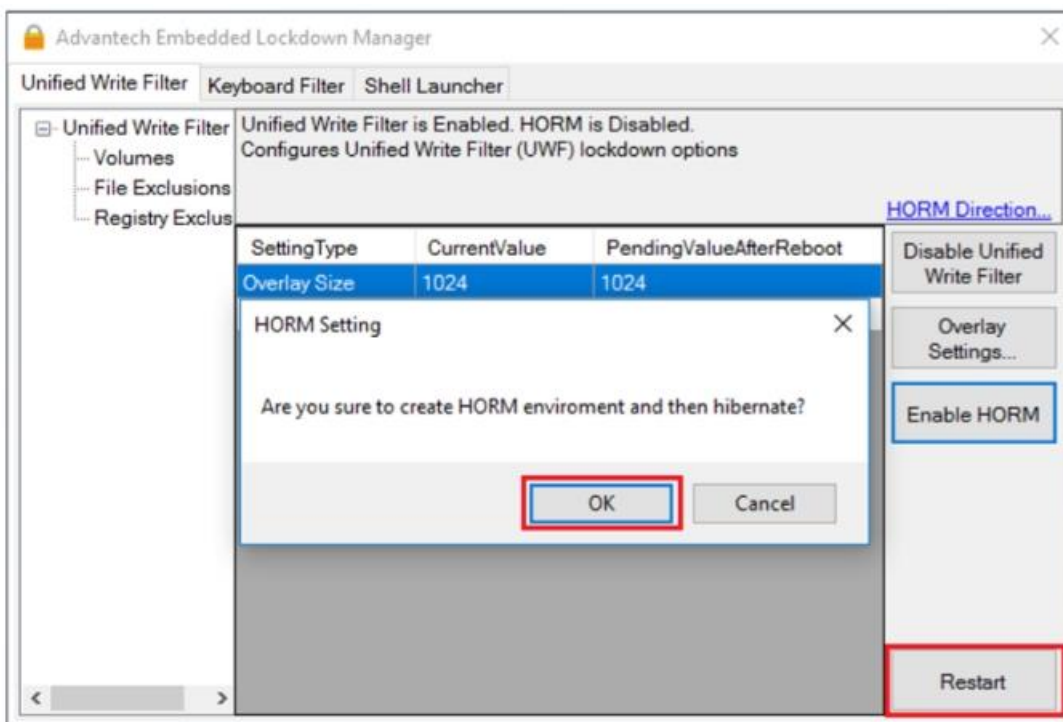 Advantech Embedded Lockdown Manager
Unified Write Filter
Keyboard Filter
Shell Launcher
Unified Write Filter
Volumes
File Exclusions
Registry Exclus
Unified Write Filter is Enabled. HORM is Disabled.
Configures Unified Write Filter (UWF) lockdown options
HORM Direction...
SettingType CurrentValue PendingValueAfterReboot
Overlay Size 1024 1024
HORM Setting
Are you sure to create HORM enviroment and then hibernate?
OK
Cancel
Disable Unified
Write Filter
Overlay
Settings...
Enable HORM
Restart